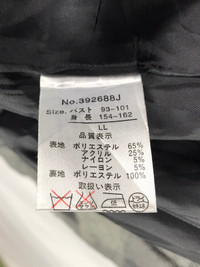 No.392688J
Size. バスト 93-101
身 長 154-162
LL
品質表示
表地 ポリエステル 65%
アクリル 25%
ナイロン 5%
レーヨン 5%
裏地 ポリエステル 100%
取扱い表示